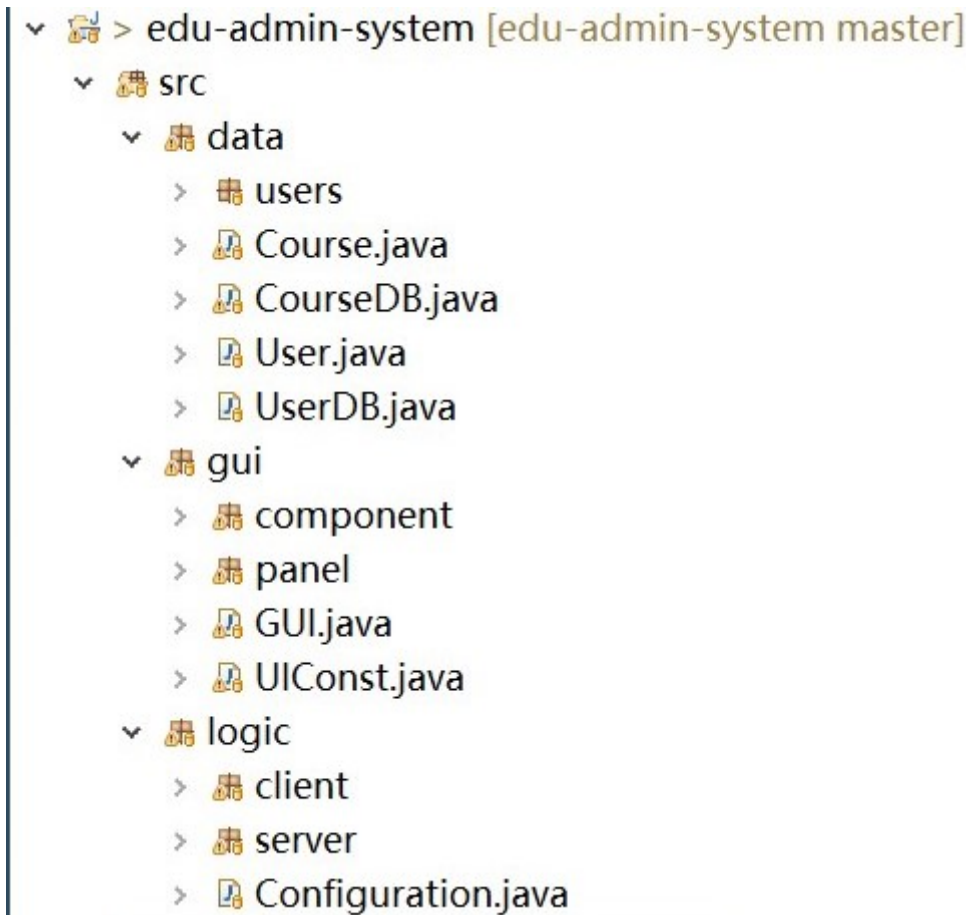 > edu-admin-system [edu-admin-system master]
src
data
users
Course.java
CourseDB.java
User.java
UserDB.java
gui
component
panel
GUI.java
UIConst.java
logic
client
server
Configuration.java